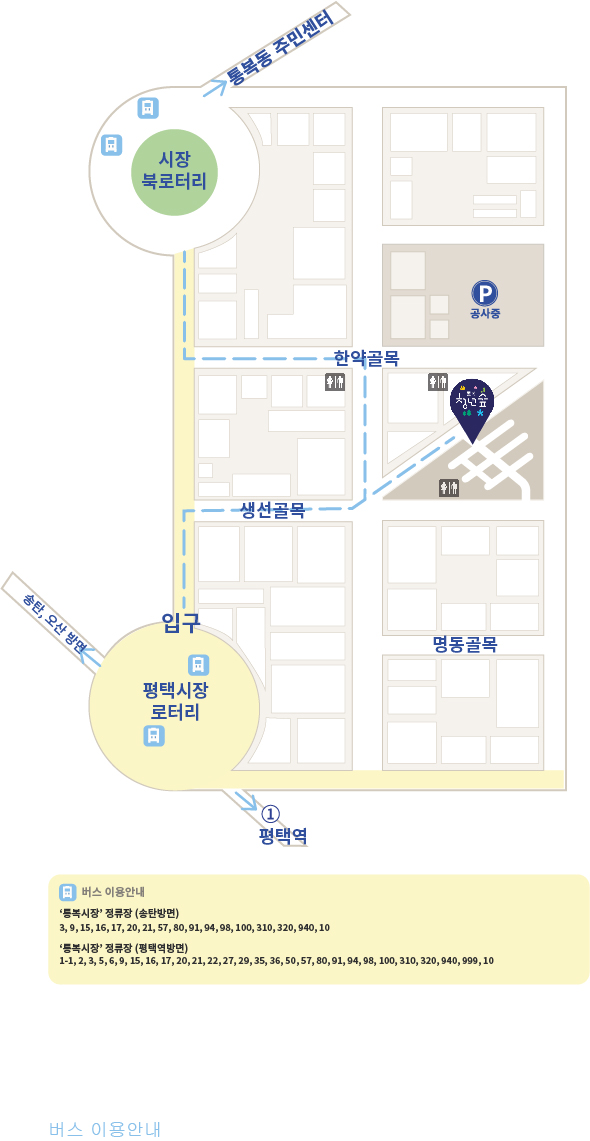 통복동 주민센터
시장
북로터리
P
공사중
한약골목
청년숲
생선골목
송탄, 오산 방면
입구
명동골목
평택시장
로터리
①
평택역
버스 이용안내
‘통복시장’ 정류장 (송탄방면)
3, 9, 15, 16, 17, 20, 21, 57, 80, 91, 94, 98, 100, 310, 320, 940, 10
‘통복시장’ 정류장 (평택역방면)
1-1, 2, 3, 5, 6, 9, 15, 16, 17, 20, 21, 22, 27, 29, 35, 36, 50, 57, 80, 91, 94, 98, 100, 310, 320, 940, 999, 10
버스 이용안내